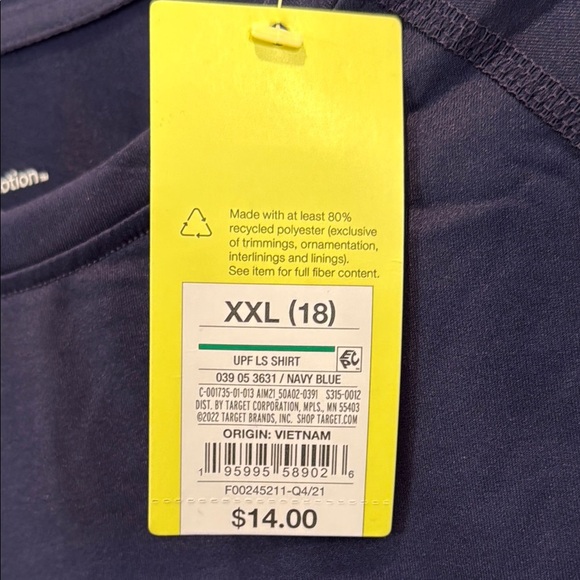 otion™
Made with at least 80%
recycled polyester (exclusive
of trimmings, ornamentation,
interlinings and linings).
See item for full fiber content.
XXL (18)
UPF LS SHIRT
EPC
039 05 3631 / NAVY BLUE
C-001735-01-013 AIM21_50A02-0391 S315-0012
DIST. BY TARGET CORPORATION, MPLS., MN 55403
©2022 TARGET BRANDS, INC. SHOP TARGET.COM
ORIGIN: VIETNAM
1 95995 58902 6
F00245211-Q4/21
$14.00